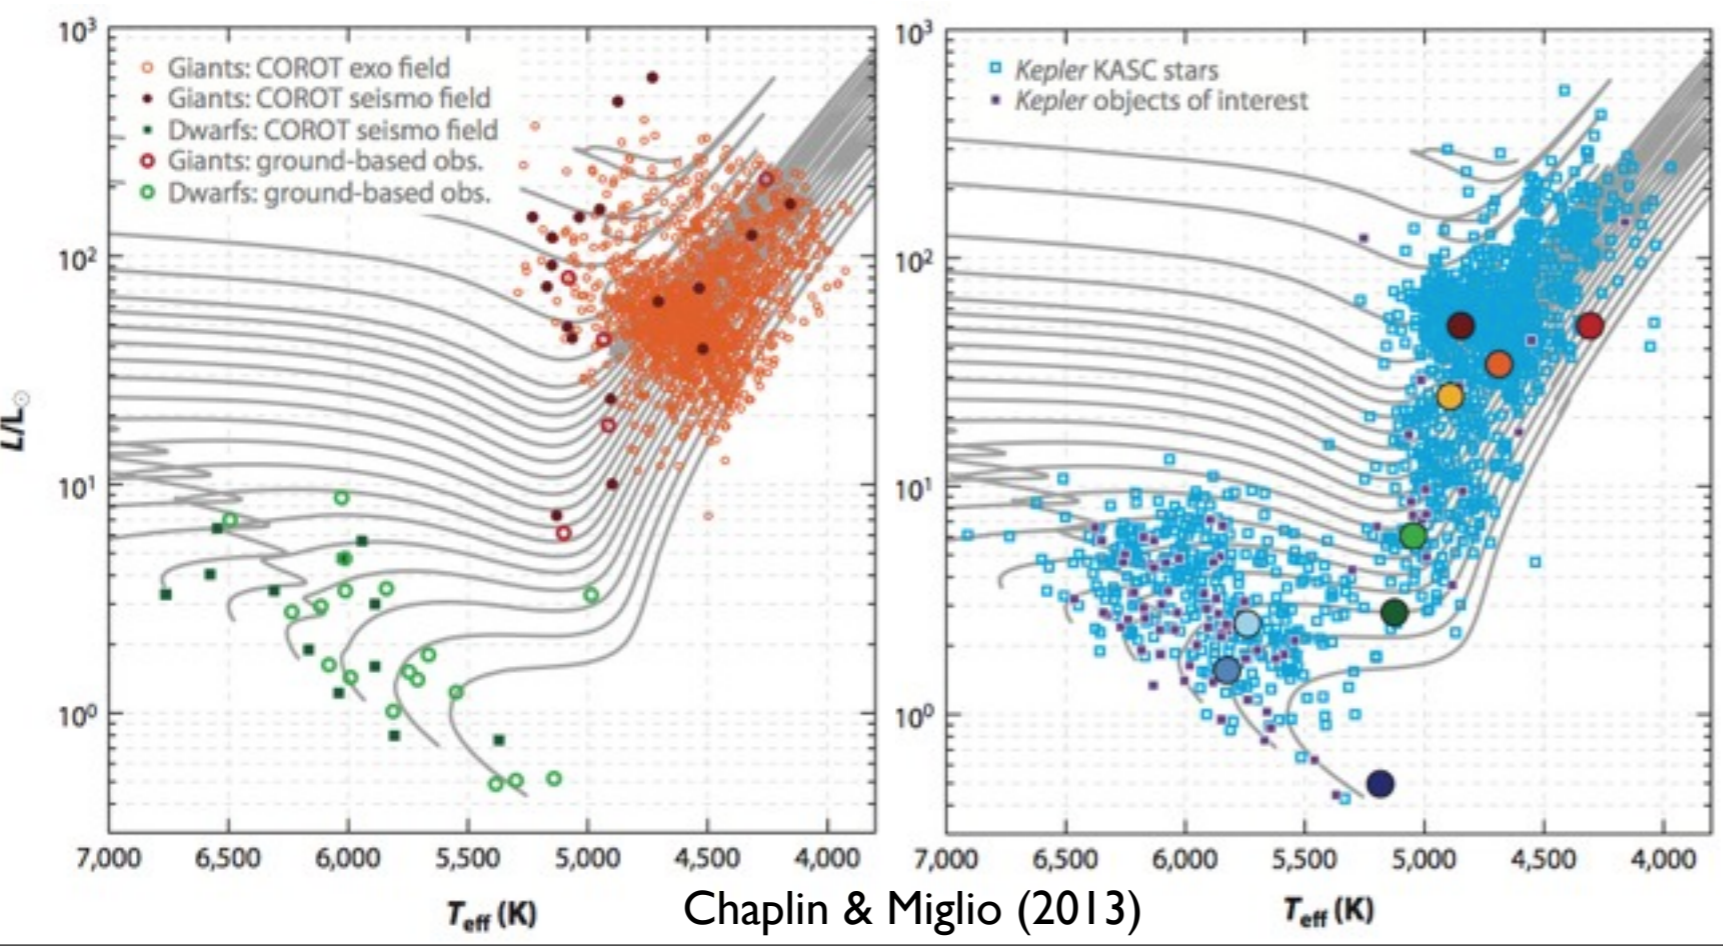 10³
10²
10¹
10⁰
L/L☉
Giants: COROT exo field
Giants: COROT seismo field
Dwarfs: COROT seismo field
Giants: ground-based obs.
Dwarfs: ground-based obs.
7,000 6,500 6,000 5,500 5,000 4,500 4,000
Teff (K)
10³
10²
10¹
10⁰
Kepler KASC stars
Kepler objects of interest
7,000 6,500 6,000 5,500 5,000 4,500 4,000
Teff (K)
Chaplin & Miglio (2013)